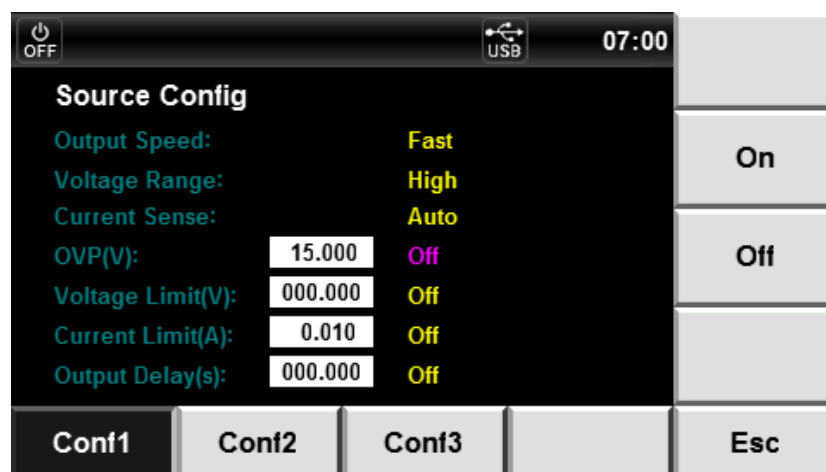 OFF USB 07:00
Source Config
Output Speed: Fast
Voltage Range: High
Current Sense: Auto
OVP(V): 15.000 Off
Voltage Limit(V): 000.000 Off
Current Limit(A): 0.010 Off
Output Delay(s): 000.000 Off
On
Off
Conf1 Conf2 Conf3 Esc